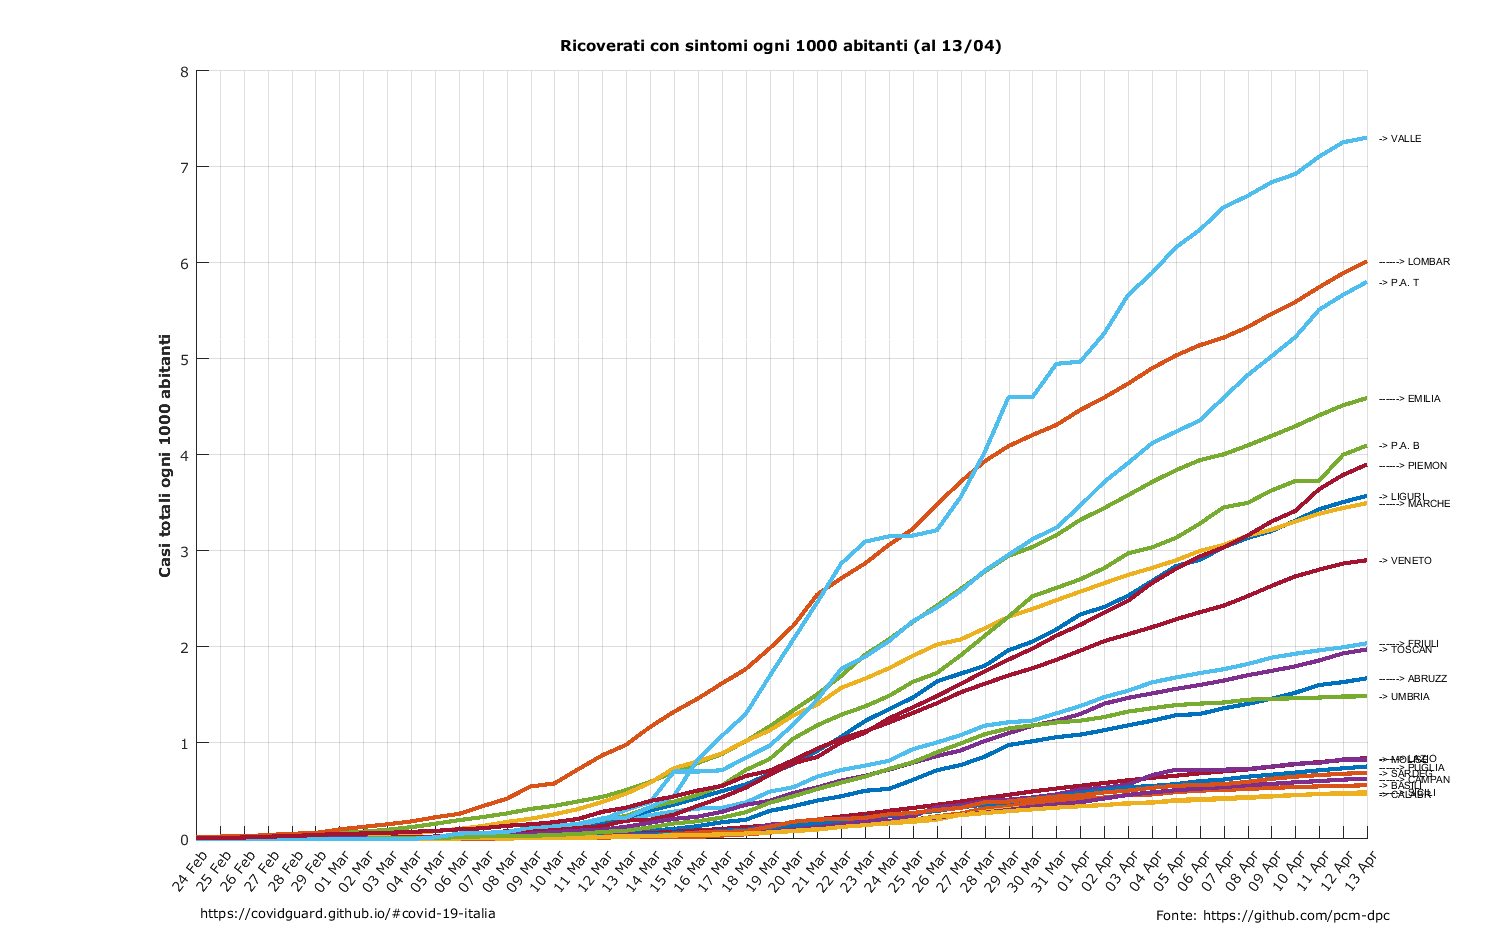 Ricoverati con sintomi ogni 1000 abitanti (al 13/04)
Casi totali ogni 1000 abitanti
8
7
6
5
4
3
2
1
0
-> VALLE
------> LOMBAR
-> P.A. T
------> EMILIA
-> P.A. B
------> PIEMON
-> LIGURI
------> MARCHE
-> VENETO
------> FRIULI
-> TOSCAN
------> ABRUZZ
-> UMBRIA
------> LAZIO
-> MOLISE
------> PUGLIA
-> SARDEG
------> CAMPAN
-> BASILI
------> SICILI
-> CALABR
24 Feb
25 Feb
26 Feb
27 Feb
28 Feb
29 Feb
01 Mar
02 Mar
03 Mar
04 Mar
05 Mar
06 Mar
07 Mar
08 Mar
09 Mar
10 Mar
11 Mar
12 Mar
13 Mar
14 Mar
15 Mar
16 Mar
17 Mar
18 Mar
19 Mar
20 Mar
21 Mar
22 Mar
23 Mar
24 Mar
25 Mar
26 Mar
27 Mar
28 Mar
29 Mar
30 Mar
31 Mar
01 Apr
02 Apr
03 Apr
04 Apr
05 Apr
06 Apr
07 Apr
08 Apr
09 Apr
10 Apr
11 Apr
12 Apr
13 Apr
https://covidguard.github.io/#covid-19-italia
Fonte: https://github.com/pcm-dpc